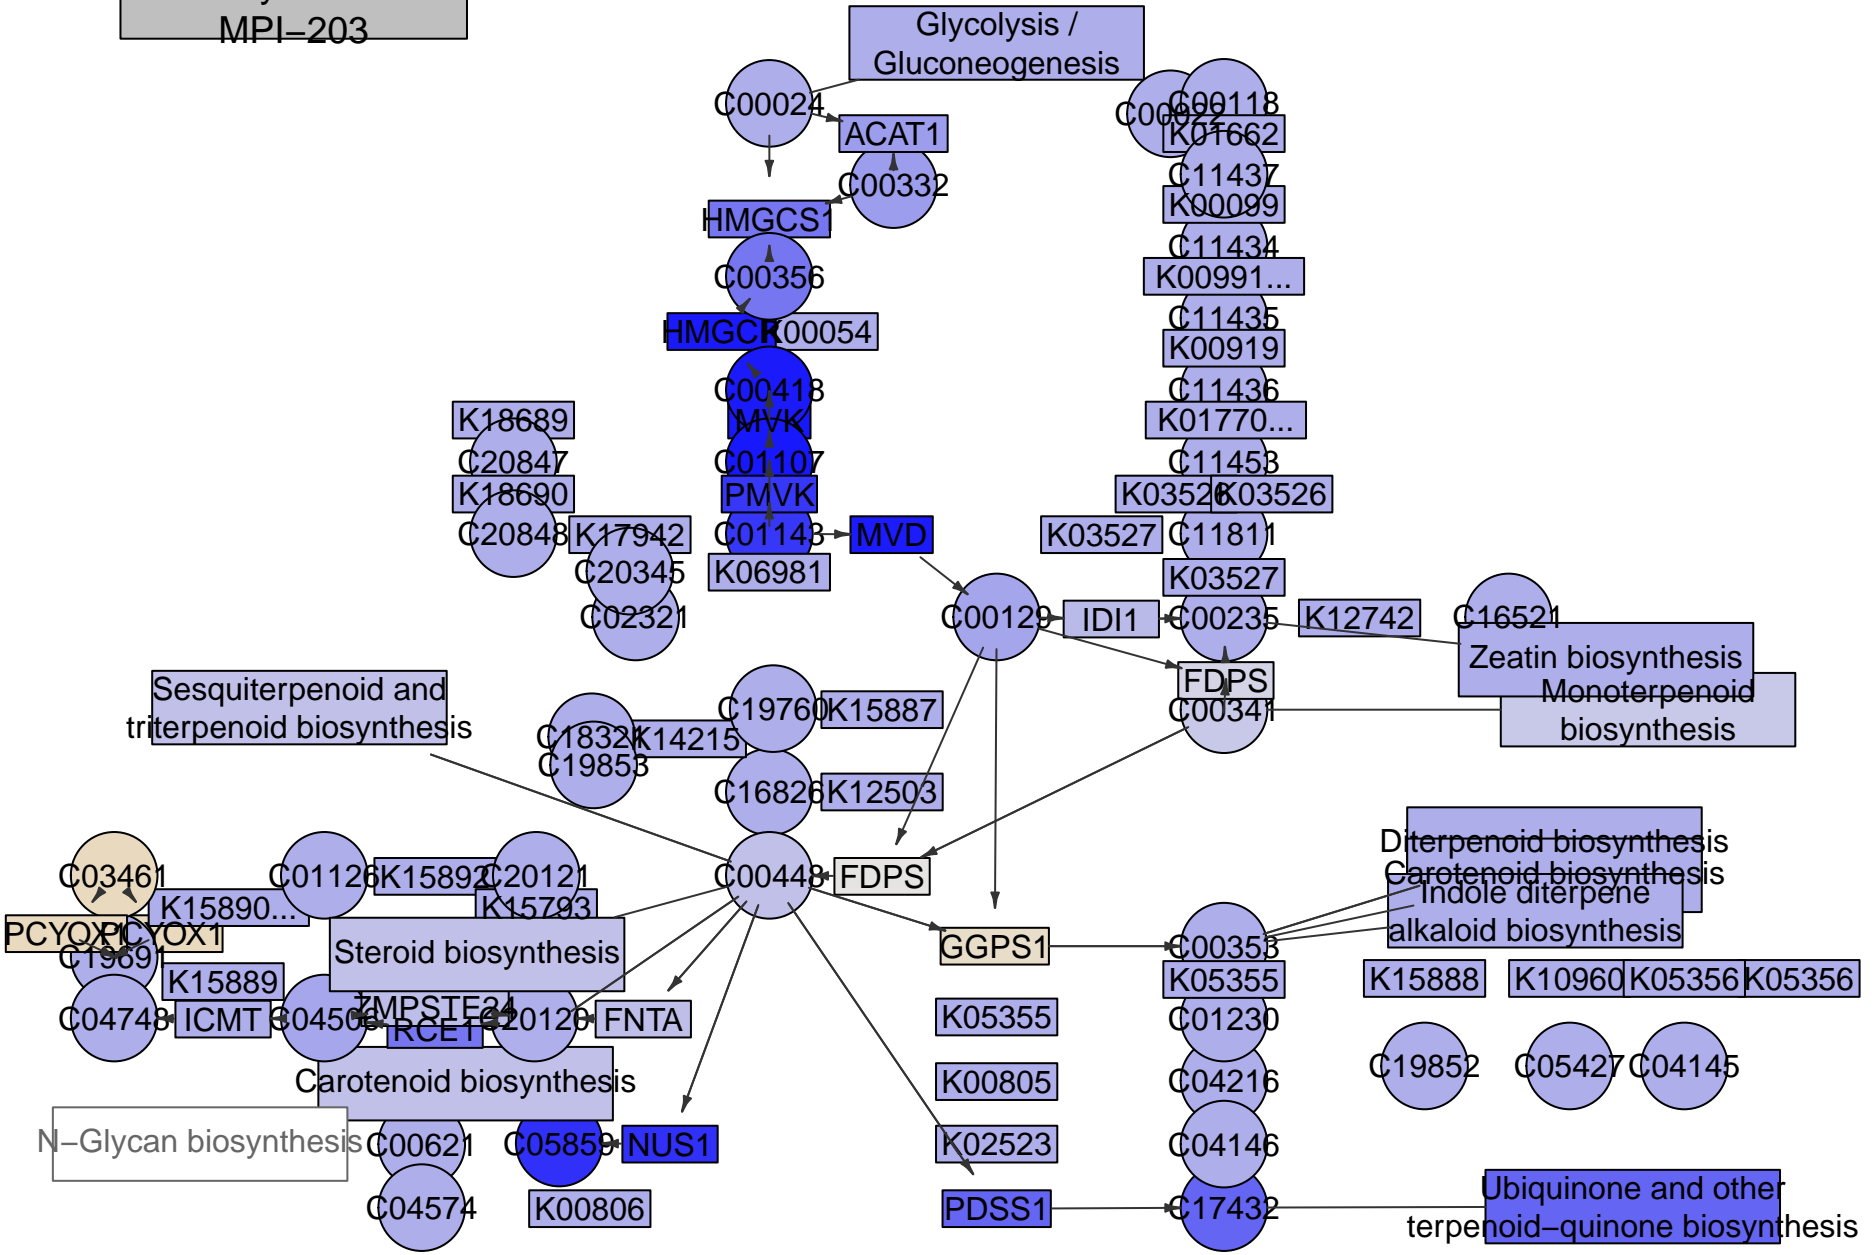 MPI−203
Glycolysis /
Gluconeogenesis
C00024
C00022
C00118
ACAT1
K01662
C00332
C11437
HMGCS1
K00099
C11434
C00356
K00991...
C11435
HMGCR
K00054
K00919
C00418
C11436
K18689
MVK
K01770...
C20847
C01107
C11453
K18690
PMVK
K03526
K03526
C20848
K17942
C01143
MVD
K03527
C11811
C20345
K06981
K03527
C02321
C00129
IDI1
C00235
K12742
C16521
Zeatin biosynthesis
Sesquiterpenoid and
triterpenoid biosynthesis
FDPS
Monoterpenoid
biosynthesis
C19760
K15887
C00341
C18321
K14215
C19853
C16826
K12503
Diterpenoid biosynthesis
Carotenoid biosynthesis
Indole diterpene
alkaloid biosynthesis
C03461
C01126
K15892
C20121
C00448
FDPS
K15890...
K15793
PCYOX1
PCYOX1
C19691
Steroid biosynthesis
GGPS1
C00353
K15889
K05355
K15888
K10960
K05356
K05356
C04748
ICMT
C04506
ZMPSTE24
RCE1
C20120
FNTA
K05355
C01230
Carotenoid biosynthesis
K00805
C04216
C19852
C05427
C04145
N−Glycan biosynthesis
C00621
C05859
NUS1
K02523
C04146
C04574
K00806
PDSS1
C17432
Ubiquinone and other
terpenoid−quinone biosynthesis